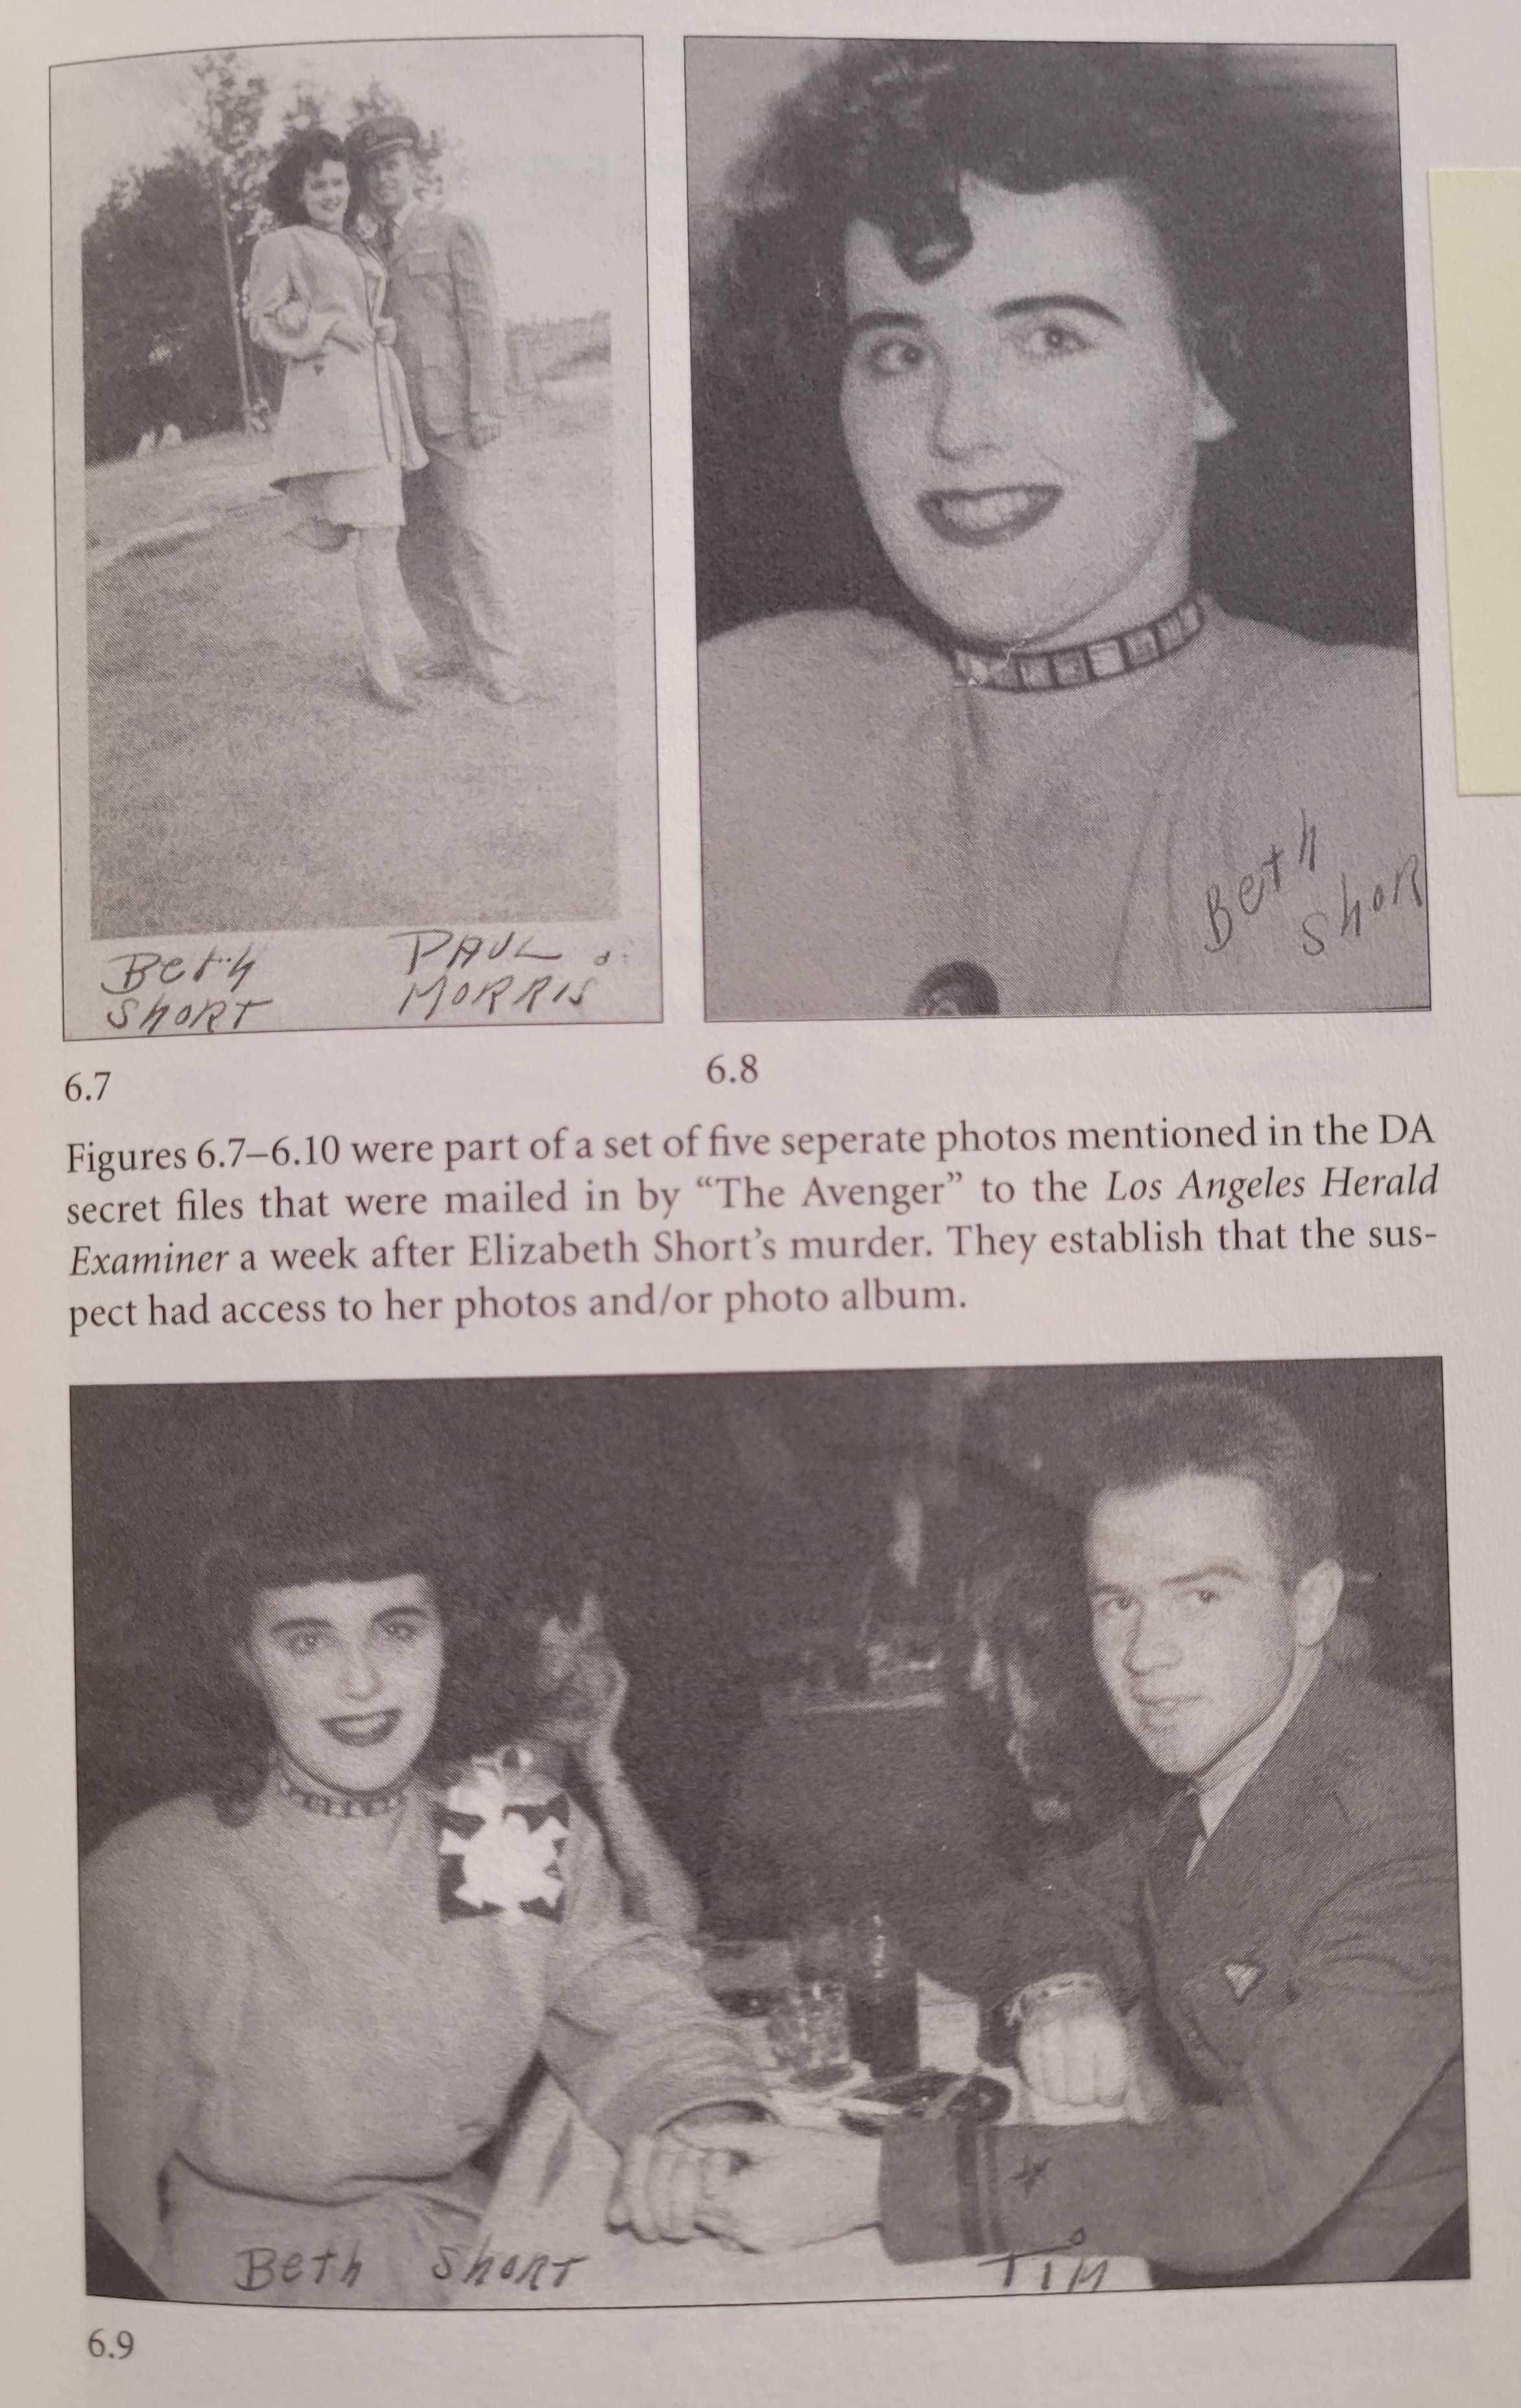 Beth PAUL
Short MORRIS
Beth
Shor
6.7
6.8
Figures 6.7–6.10 were part of a set of five seperate photos mentioned in the DA
secret files that were mailed in by “The Avenger” to the Los Angeles Herald
Examiner a week after Elizabeth Short’s murder. They establish that the sus-
pect had access to her photos and/or photo album.
Beth Short TiM
6.9